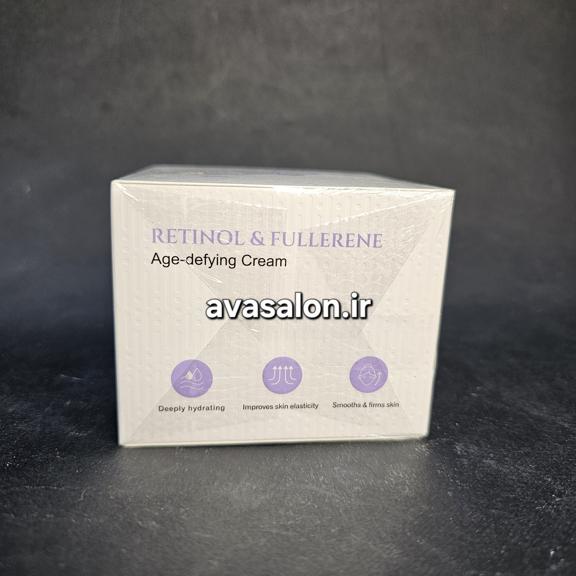 RETINOL & FULLERENE
Age-defying Cream
avasalon.ir
Deeply hydrating
Improves skin elasticity
Smooths & firms skin